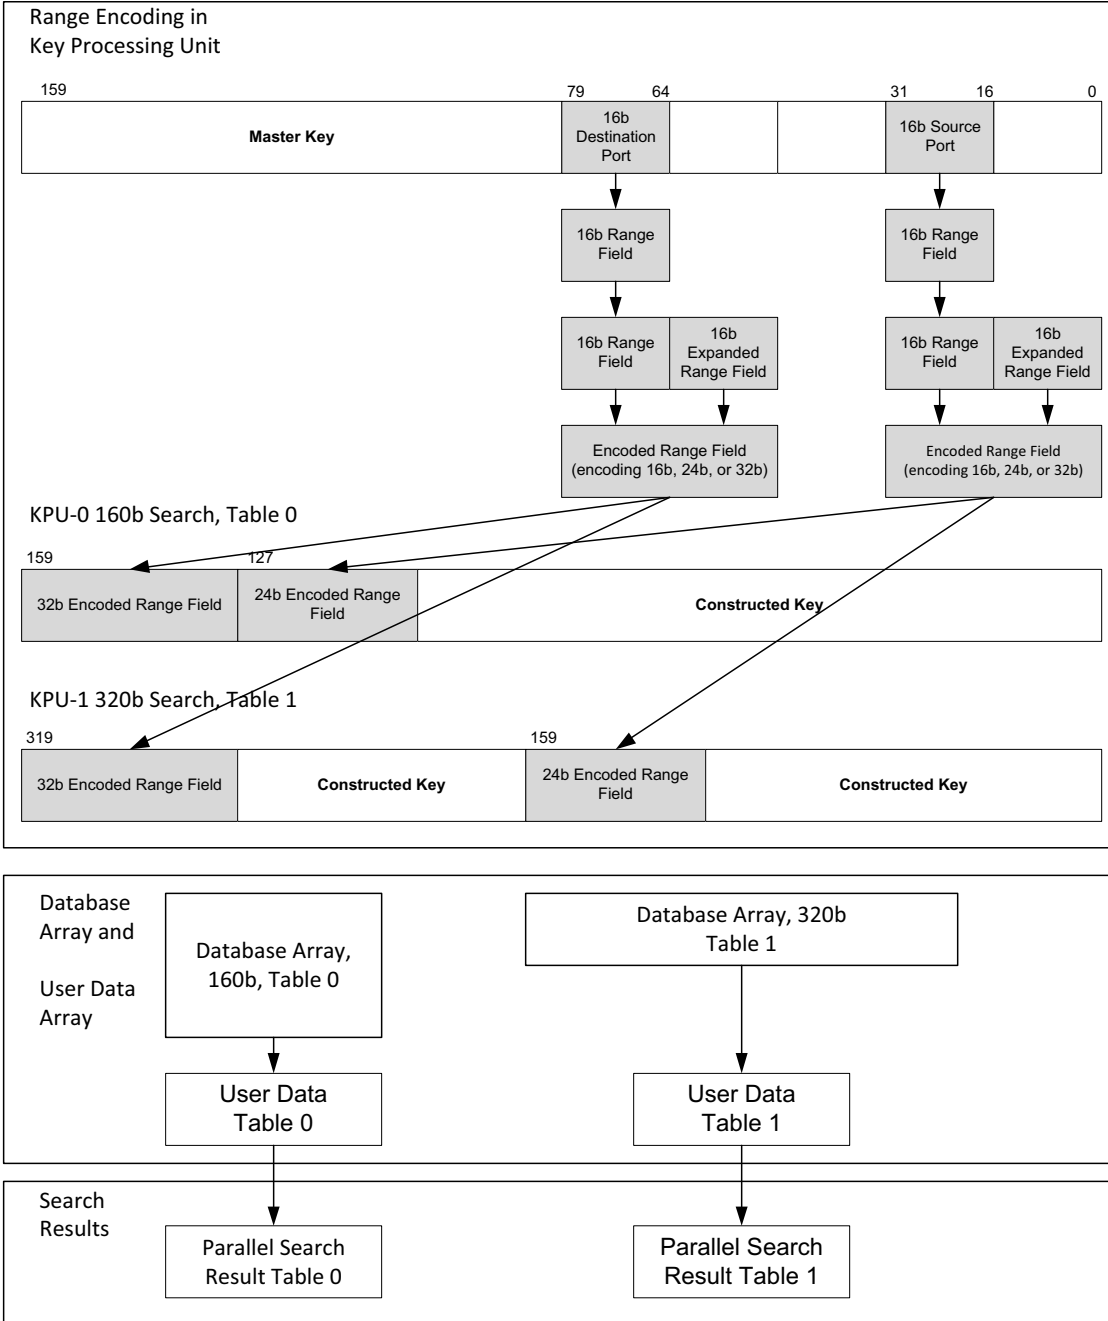 Range Encoding in
Key Processing Unit
159
79
64
31
16
0
Master Key
16b
Destination
Port
16b Source
Port
16b Range
Field
16b Range
Field
16b Range
Field
16b
Expanded
Range Field
16b Range
Field
16b
Expanded
Range Field
Encoded Range Field
(encoding 16b, 24b, or 32b)
Encoded Range Field
(encoding 16b, 24b, or 32b)
KPU-0 160b Search, Table 0
159
127
32b Encoded Range Field
24b Encoded Range
Field
Constructed Key
KPU-1 320b Search, Table 1
319
159
32b Encoded Range Field
Constructed Key
24b Encoded Range
Field
Constructed Key
Database
Array and
User Data
Array
Database Array,
160b, Table 0
Database Array, 320b
Table 1
User Data
Table 0
User Data
Table 1
Search
Results
Parallel Search
Result Table 0
Parallel Search
Result Table 1